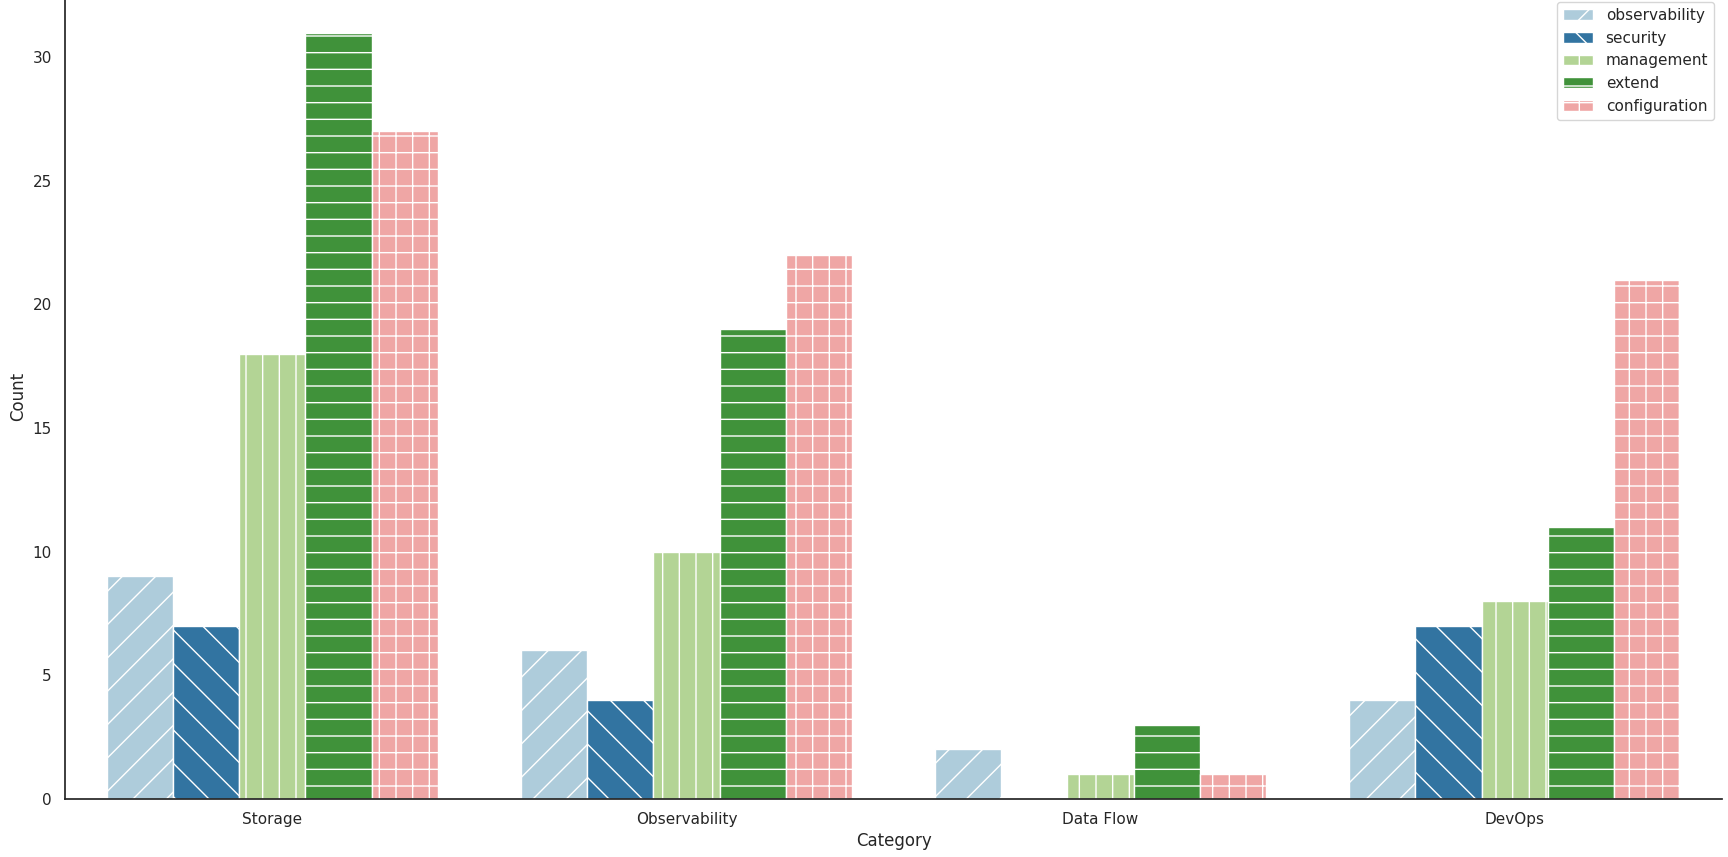 observability
security
management
extend
configuration
30
25
20
15
10
5
0
Count
Storage
Observability
Data Flow
DevOps
Category